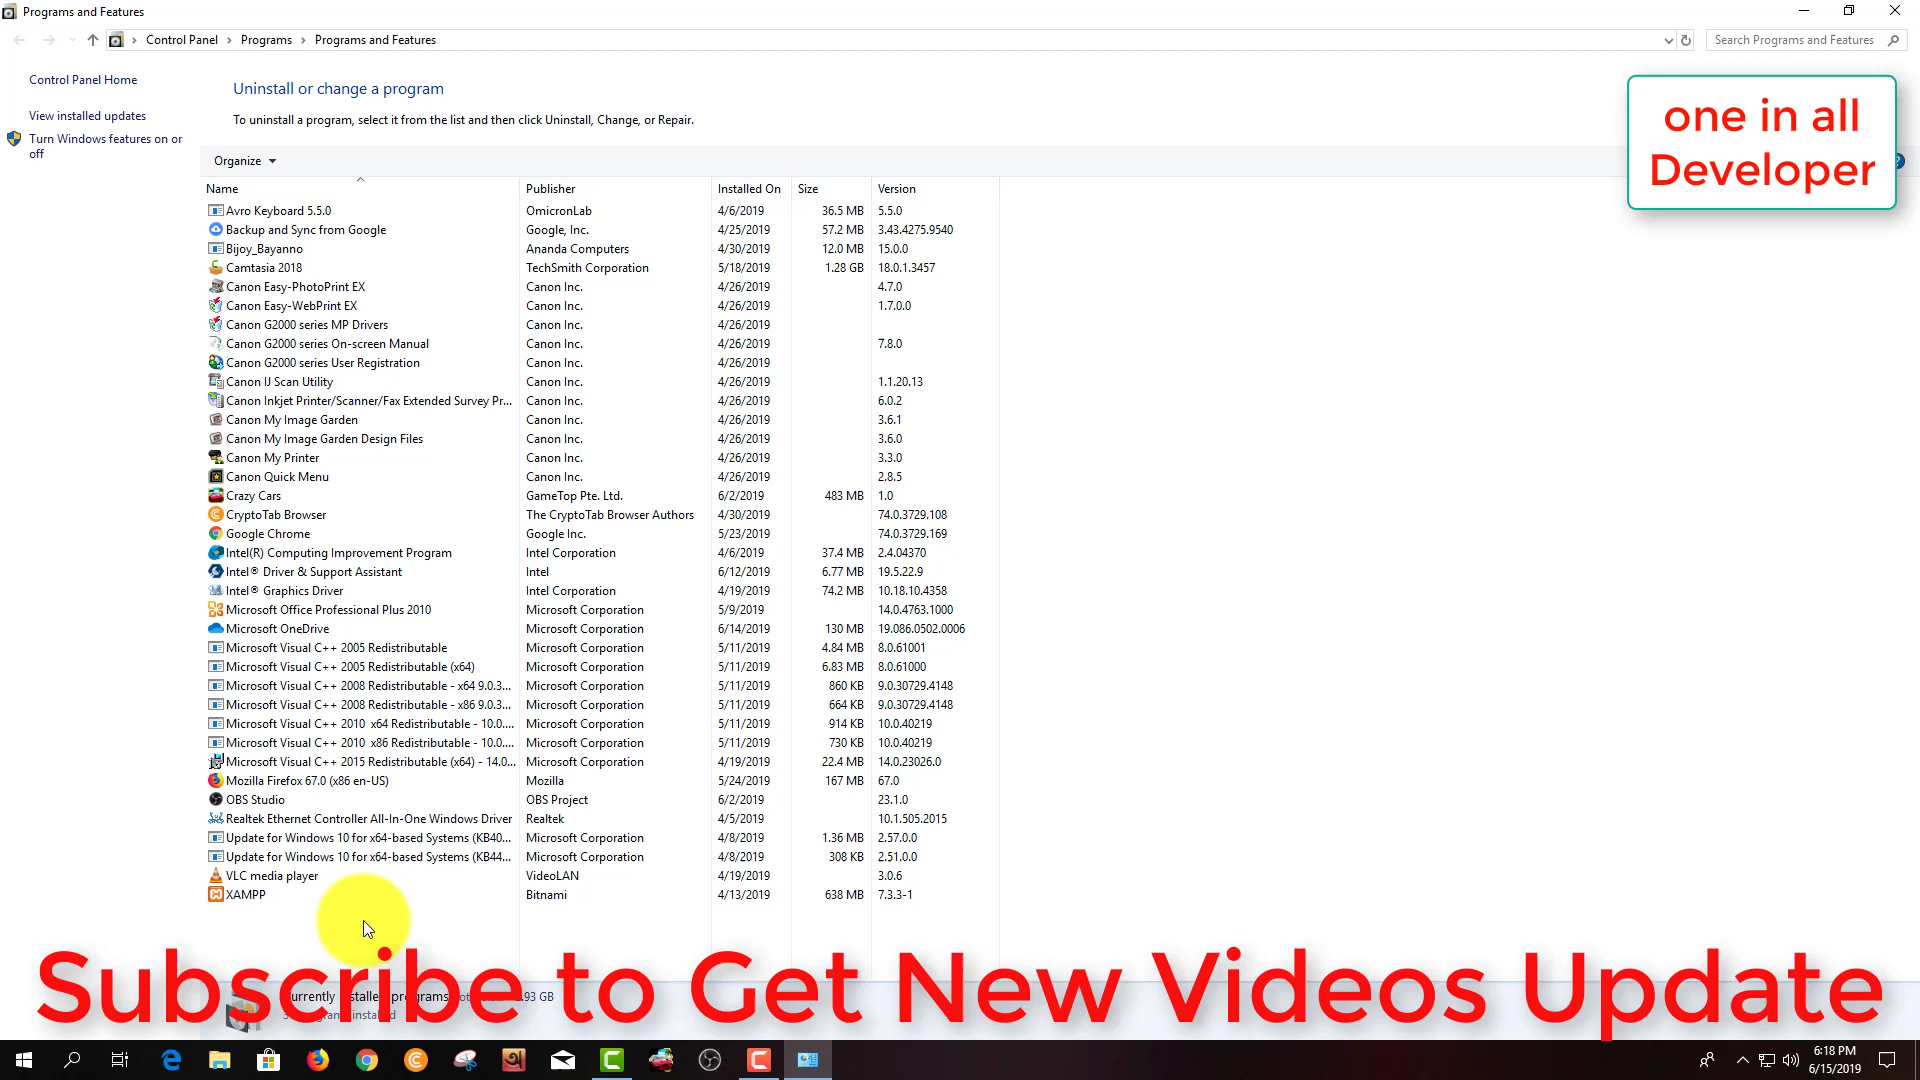 Programs and Features
Control Panel > Programs > Programs and Features
Search Programs and Features
Control Panel Home
View installed updates
Turn Windows features on or
off
Uninstall or change a program
To uninstall a program, select it from the list and then click Uninstall, Change, or Repair.
one in all
Developer
Organize
Name Publisher Installed On Size Version
Avro Keyboard 5.5.0 OmicronLab 4/6/2019 36.5 MB 5.5.0
Backup and Sync from Google Google, Inc. 4/25/2019 57.2 MB 3.43.4275.9540
Bijoy_Bayanno Ananda Computers 4/30/2019 12.0 MB 15.0.0
Camtasia 2018 TechSmith Corporation 5/18/2019 1.28 GB 18.0.1.3457
Canon Easy-PhotoPrint EX Canon Inc. 4/26/2019 4.7.0
Canon Easy-WebPrint EX Canon Inc. 4/26/2019 1.7.0.0
Canon G2000 series MP Drivers Canon Inc. 4/26/2019
Canon G2000 series On-screen Manual Canon Inc. 4/26/2019 7.8.0
Canon G2000 series User Registration Canon Inc. 4/26/2019
Canon IJ Scan Utility Canon Inc. 4/26/2019 1.1.20.13
Canon Inkjet Printer/Scanner/Fax Extended Survey Pr... Canon Inc. 4/26/2019 6.0.2
Canon My Image Garden Canon Inc. 4/26/2019 3.6.1
Canon My Image Garden Design Files Canon Inc. 4/26/2019 3.6.0
Canon My Printer Canon Inc. 4/26/2019 3.3.0
Canon Quick Menu Canon Inc. 4/26/2019 2.8.5
Crazy Cars GameTop Pte. Ltd. 6/2/2019 483 MB 1.0
CryptoTab Browser The CryptoTab Browser Authors 4/30/2019 74.0.3729.108
Google Chrome Google Inc. 5/23/2019 74.0.3729.169
Intel(R) Computing Improvement Program Intel Corporation 4/6/2019 37.4 MB 2.4.04370
Intel® Driver & Support Assistant Intel 6/12/2019 6.77 MB 19.5.22.9
Intel® Graphics Driver Intel Corporation 4/19/2019 74.2 MB 10.18.10.4358
Microsoft Office Professional Plus 2010 Microsoft Corporation 5/9/2019 14.0.4763.1000
Microsoft OneDrive Microsoft Corporation 6/14/2019 130 MB 19.086.0502.0006
Microsoft Visual C++ 2005 Redistributable Microsoft Corporation 5/11/2019 4.84 MB 8.0.61001
Microsoft Visual C++ 2005 Redistributable (x64) Microsoft Corporation 5/11/2019 6.83 MB 8.0.61000
Microsoft Visual C++ 2008 Redistributable - x64 9.0.3... Microsoft Corporation 5/11/2019 860 KB 9.0.30729.4148
Microsoft Visual C++ 2008 Redistributable - x86 9.0.3... Microsoft Corporation 5/11/2019 664 KB 9.0.30729.4148
Microsoft Visual C++ 2010 x64 Redistributable - 10.0.... Microsoft Corporation 5/11/2019 914 KB 10.0.40219
Microsoft Visual C++ 2010 x86 Redistributable - 10.0.... Microsoft Corporation 5/11/2019 730 KB 10.0.40219
Microsoft Visual C++ 2015 Redistributable (x64) - 14.0... Microsoft Corporation 4/19/2019 22.4 MB 14.0.23026.0
Mozilla Firefox 67.0 (x86 en-US) Mozilla 5/24/2019 167 MB 67.0
OBS Studio OBS Project 6/2/2019 23.1.0
Realtek Ethernet Controller All-In-One Windows Driver Realtek 4/5/2019 10.1.505.2015
Update for Windows 10 for x64-based Systems (KB40... Microsoft Corporation 4/8/2019 1.36 MB 2.57.0.0
Update for Windows 10 for x64-based Systems (KB44... Microsoft Corporation 4/8/2019 308 KB 2.51.0.0
VLC media player VideoLAN 4/19/2019 3.0.6
XAMPP Bitnami 4/13/2019 638 MB 7.3.3-1
Subscribe to Get New Videos Update
6:18 PM
6/15/2019